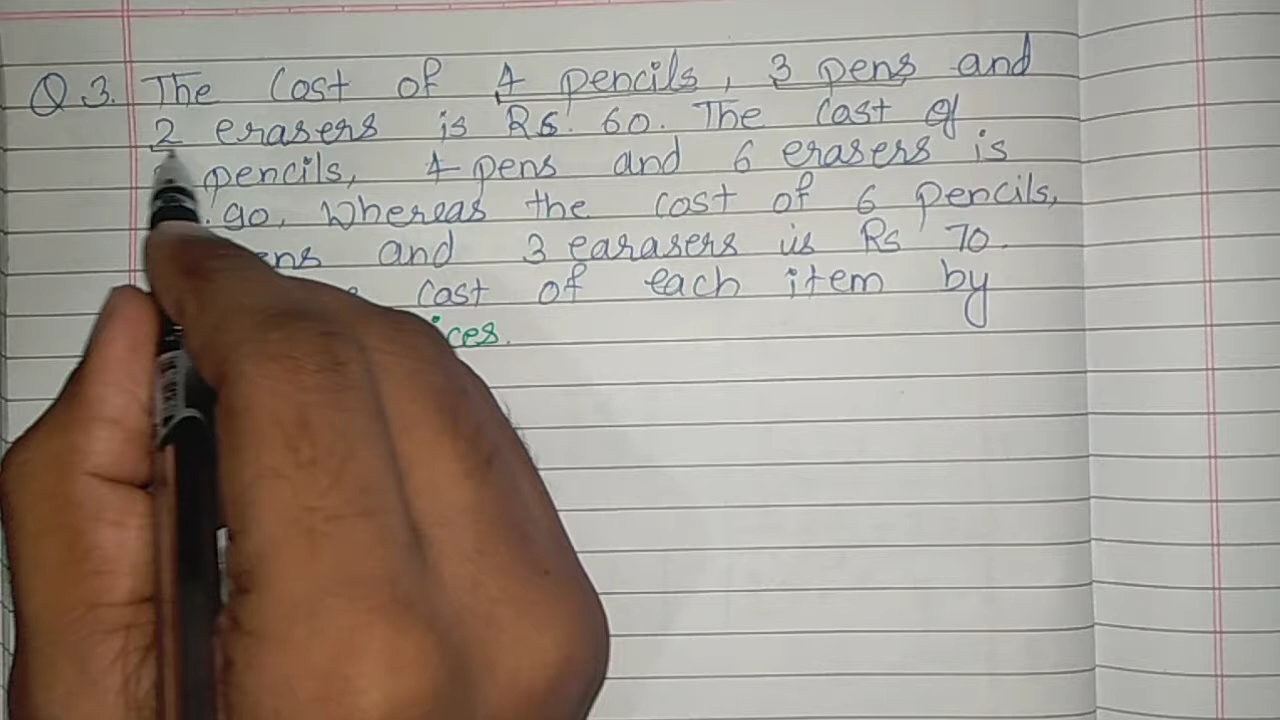 Q 3. The Cost of 4 pencils, 3 pens and
2 erasers is Rs. 60. The Cost of
pencils, 4 pens and 6 erasers is
. 90, Whereas the cost of 6 pencils,
ens and 3 earasers is Rs 70.
cost of each item by
ices.